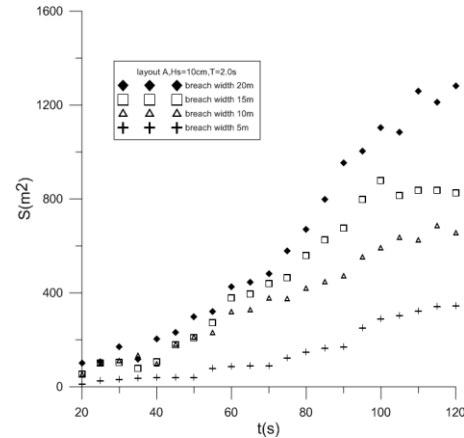 1600
layout A,Hs=10cm,T=2.0s
breach width 20m
breach width 15m
breach width 10m
breach width 5m
1200
S(m2)
800
400
0
20 40 60 80 100 120
t(s)